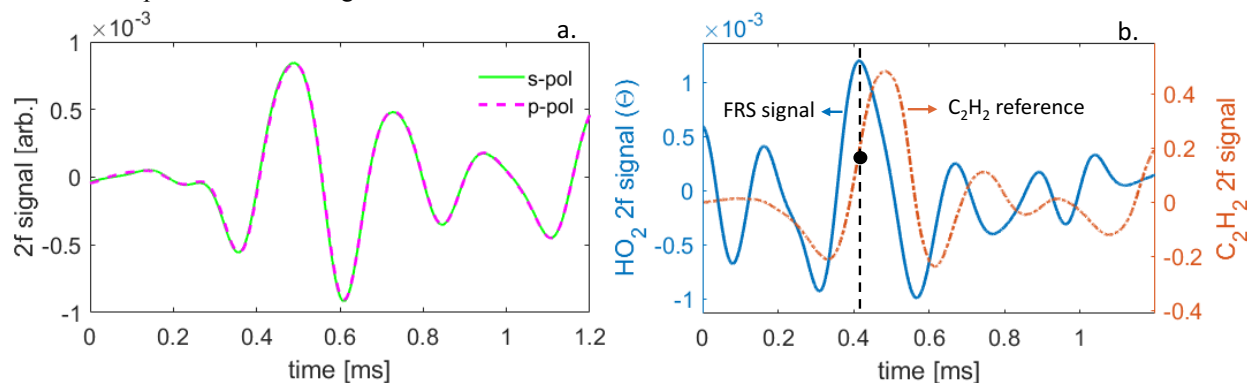 ×10⁻³
a.
1
0.5
0
-0.5
-1
2f signal [arb.]
s-pol
p-pol
0 0.2 0.4 0.6 0.8 1 1.2
time [ms]
×10⁻³
b.
1
0.5
0
-0.5
-1
HO₂ 2f signal (Θ)
FRS signal
C₂H₂ reference
0.4
0.2
0
-0.2
-0.4
C₂H₂ 2f signal
0 0.2 0.4 0.6 0.8 1
time [ms]